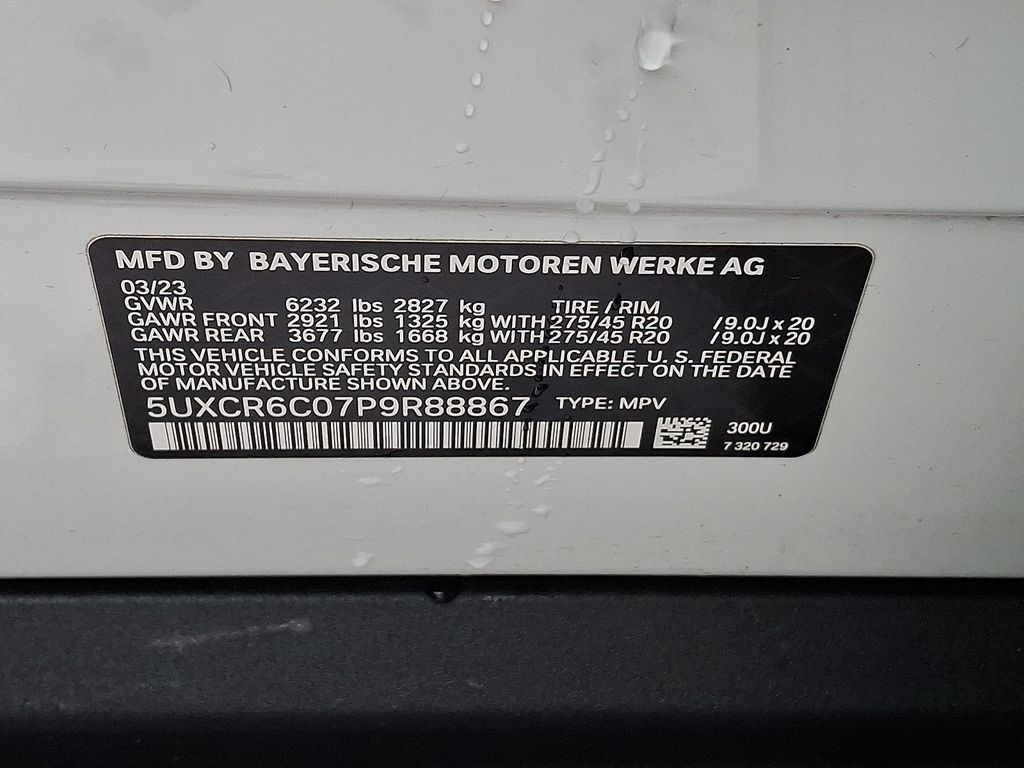 MFD BY BAYERISCHE MOTOREN WERKE AG
03/23
GVWR 6232 lbs 2827 kg TIRE / RIM
GAWR FRONT 2921 lbs 1325 kg WITH 275/45 R20 /9.0J x 20
GAWR REAR 3677 lbs 1668 kg WITH 275/45 R20 /9.0J x 20
THIS VEHICLE CONFORMS TO ALL APPLICABLE U. S. FEDERAL
MOTOR VEHICLE SAFETY STANDARDS IN EFFECT ON THE DATE
OF MANUFACTURE SHOWN ABOVE.
5UXCR6C07P9R88867 TYPE: MPV
300U
7 320 729